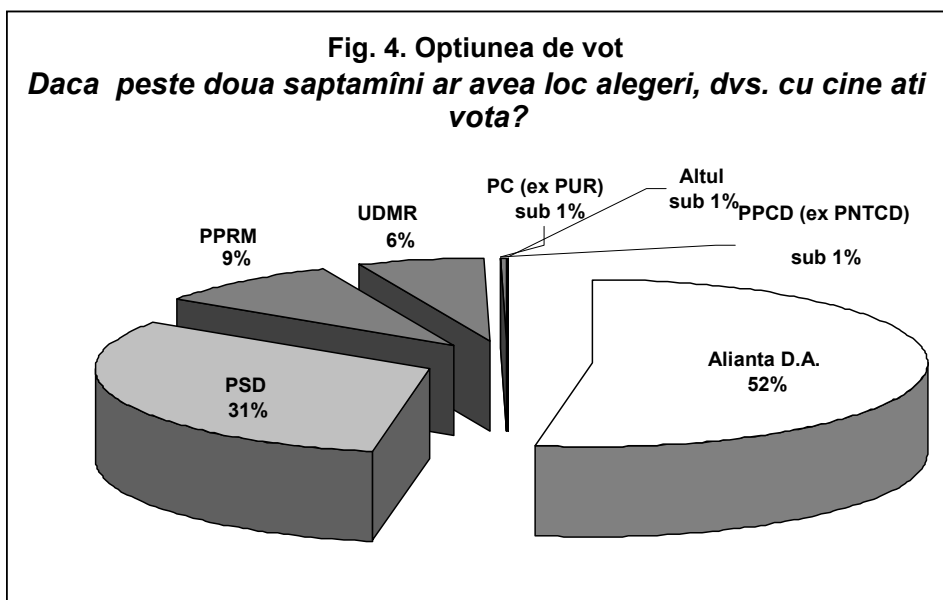 Fig. 4. Optiunea de vot
Daca peste doua saptamîni ar avea loc alegeri, dvs. cu cine ati
vota?
PC (ex PUR)
sub 1%
Altul
sub 1%
PPCD (ex PNTCD)
sub 1%
UDMR
6%
PPRM
9%
Alianta D.A.
52%
PSD
31%